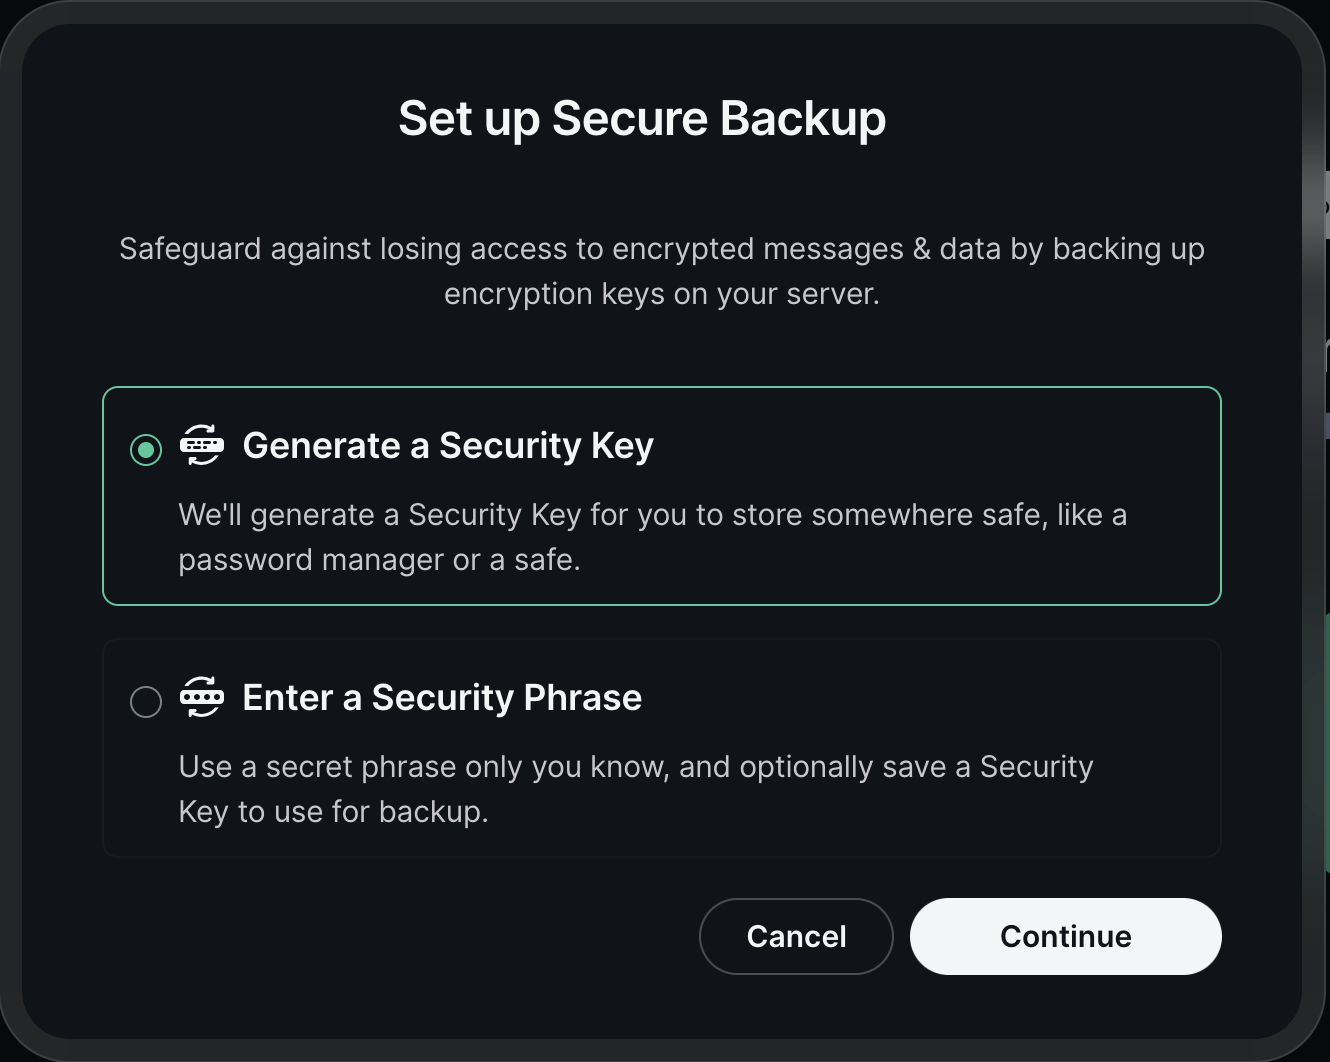 Set up Secure Backup
Safeguard against losing access to encrypted messages & data by backing up
encryption keys on your server.
Generate a Security Key
We'll generate a Security Key for you to store somewhere safe, like a
password manager or a safe.
Enter a Security Phrase
Use a secret phrase only you know, and optionally save a Security
Key to use for backup.
Cancel
Continue